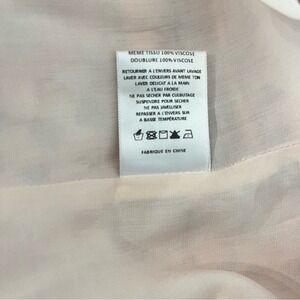 MEME TISSU 100% VISCOSE
DOUBLURE 100% VISCOSE
RETOURNER A L'ENVERS AVANT LAVAGE
LAVER AVEC COULEURS DE MEME TON
LAVER DELICAT A LA MAIN
A L'EAU FROIDE
NE PAS SECHER PAR CULBUTAGE
SUSPENDRE POUR SECHER
NE PAS JAVELLISER
REPASSER A L'ENVERS SUR
A BASSE TEMPERATURE
FABRIQUE EN CHINE